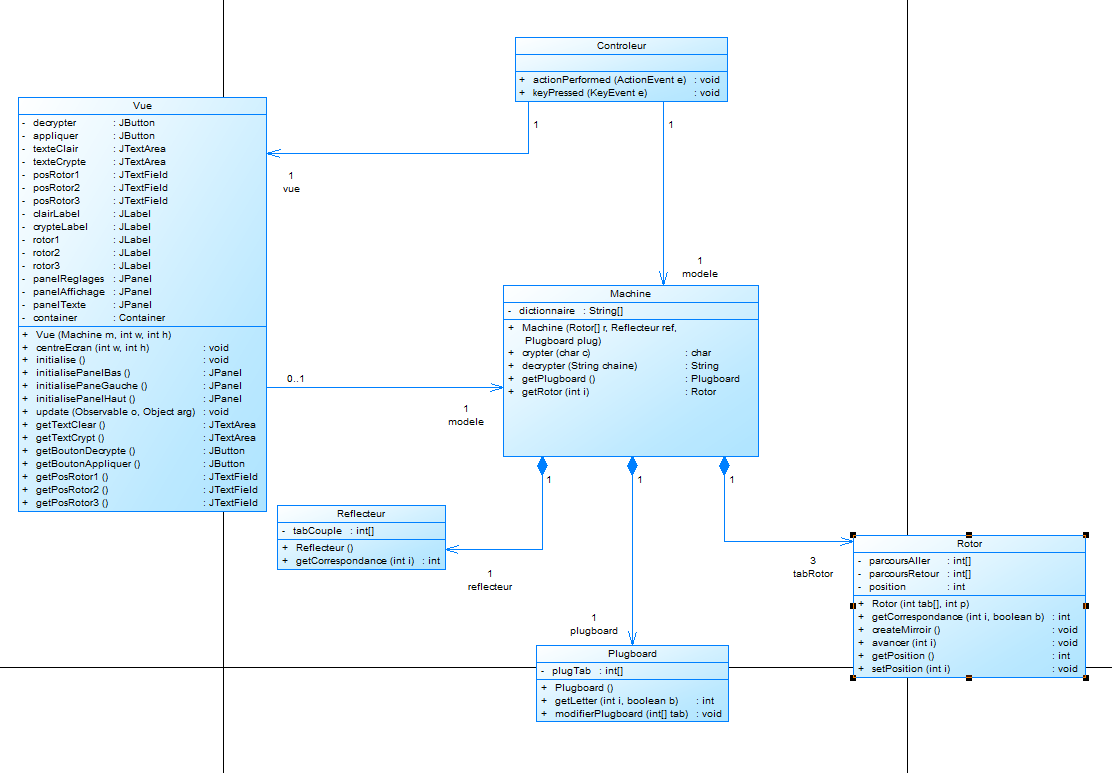 Controleur
+ actionPerformed (ActionEvent e) : void
+ keyPressed (KeyEvent e) : void
1
1
1
vue
1
modele
Vue
- decrypter : JButton
- appliquer : JButton
- texteClair : JTextArea
- texteCrypte : JTextArea
- posRotor1 : JTextField
- posRotor2 : JTextField
- posRotor3 : JTextField
- clairLabel : JLabel
- crypteLabel : JLabel
- rotor1 : JLabel
- rotor2 : JLabel
- rotor3 : JLabel
- panelReglages : JPanel
- panelAffichage : JPanel
- panelTexte : JPanel
- container : Container
+ Vue (Machine m, int w, int h)
+ centreEcran (int w, int h) : void
+ initialise () : void
+ initialisePanelBas () : JPanel
+ initialisePaneGauche () : JPanel
+ initialisePanelHaut () : JPanel
+ update (Observable o, Object arg) : void
+ getTextClear () : JTextArea
+ getTextCrypt () : JTextArea
+ getBoutonDecrypte () : JButton
+ getBoutonAppliquer () : JButton
+ getPosRotor1 () : JTextField
+ getPosRotor2 () : JTextField
+ getPosRotor3 () : JTextField
0..1
1
modele
Machine
- dictionnaire : String[]
+ Machine (Rotor[] r, Reflecteur ref,
Plugboard plug)
+ crypter (char c) : char
+ decrypter (String chaine) : String
+ getPlugboard () : Plugboard
+ getRotor (int i) : Rotor
1
1
1
Reflecteur
- tabCouple : int[]
+ Reflecteur ()
+ getCorrespondance (int i) : int
1
reflecteur
1
plugboard
3
tabRotor
Plugboard
- plugTab : int[]
+ Plugboard ()
+ getLetter (int i, boolean b) : int
+ modifierPlugboard (int[] tab) : void
Rotor
- parcoursAller : int[]
- parcoursRetour : int[]
- position : int
+ Rotor (int tab[], int p)
+ getCorrespondance (int i, boolean b) : int
+ createMirroir () : void
+ avancer (int i) : void
+ getPosition () : int
+ setPosition (int i) : void